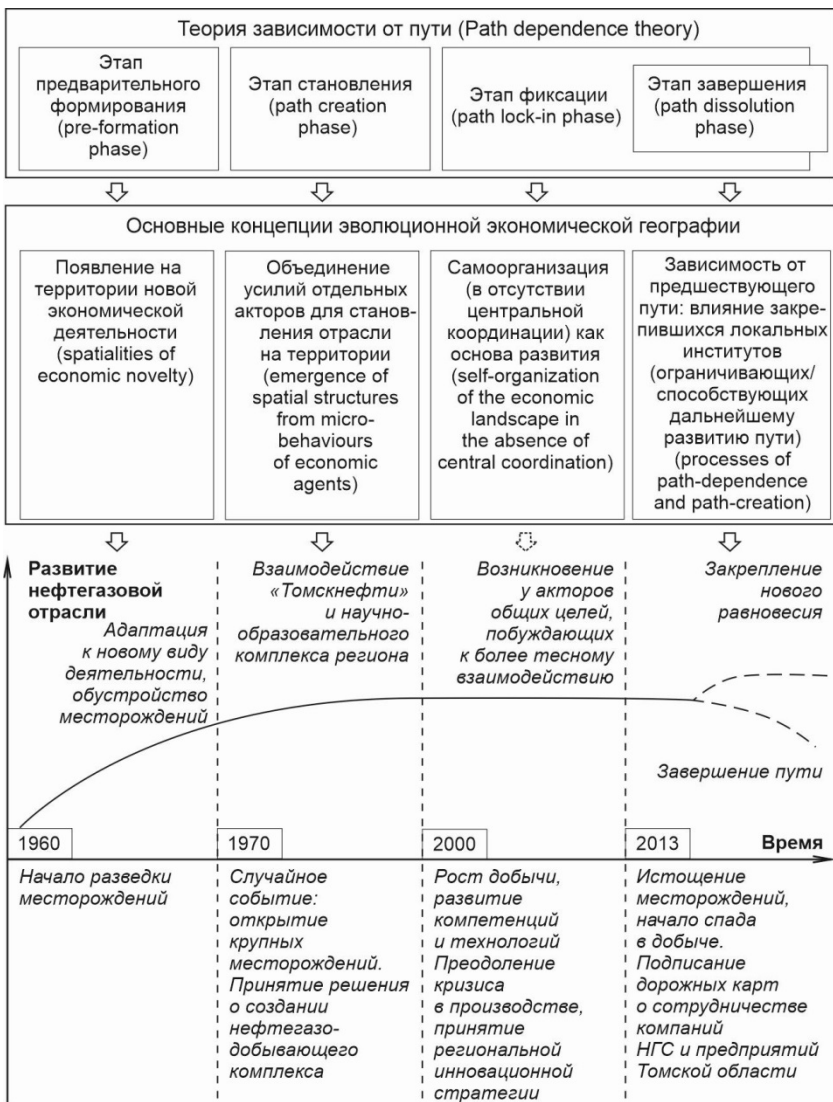 Теория зависимости от пути (Path dependence theory)
Этап
предварительного
формирования
(pre-formation
phase)
Этап становления
(path creation
phase)
Этап фиксации
(path lock-in phase)
Этап завершения
(path dissolution
phase)
Основные концепции эволюционной экономической географии
Появление на
территории новой
экономической
деятельности
(spatialities of
economic novelty)
Объединение
усилий отдельных
акторов для станов-
ления отрасли
на территории
(emergence of
spatial structures
from micro-
behaviours
of economic
agents)
Самоорганизация
(в отсутствии
центральной
координации) как
основа развития
(self-organization
of the economic
landscape in
the absence of
central coordination)
Зависимость от
предшествующего
пути: влияние закре-
пившихся локальных
институтов
(ограничивающих/
способствующих
дальнейшему
развитию пути)
(processes of
path-dependence
and path-creation)
Развитие
нефтегазовой
отрасли
Адаптация
к новому виду
деятельности,
обустройство
месторождений
Взаимодействие
«Томскнефти»
и научно-
образовательного
комплекса региона
Возникновение
у акторов
общих целей,
побуждающих
к более тесному
взаимодействию
Закрепление
нового
равновесия
Завершение пути
1960
1970
2000
2013
Время
Начало разведки
месторождений
Случайное
событие:
открытие
крупных
месторождений.
Принятие решения
о создании
нефтегазо-
добывающего
комплекса
Рост добычи,
развитие
компетенций
и технологий
Преодоление
кризиса
в производстве,
принятие
региональной
инновационной
стратегии
Истощение
месторождений,
начало спада
в добыче.
Подписание
дорожных карт
о сотрудничестве
компаний
НГС и предприятий
Томской области